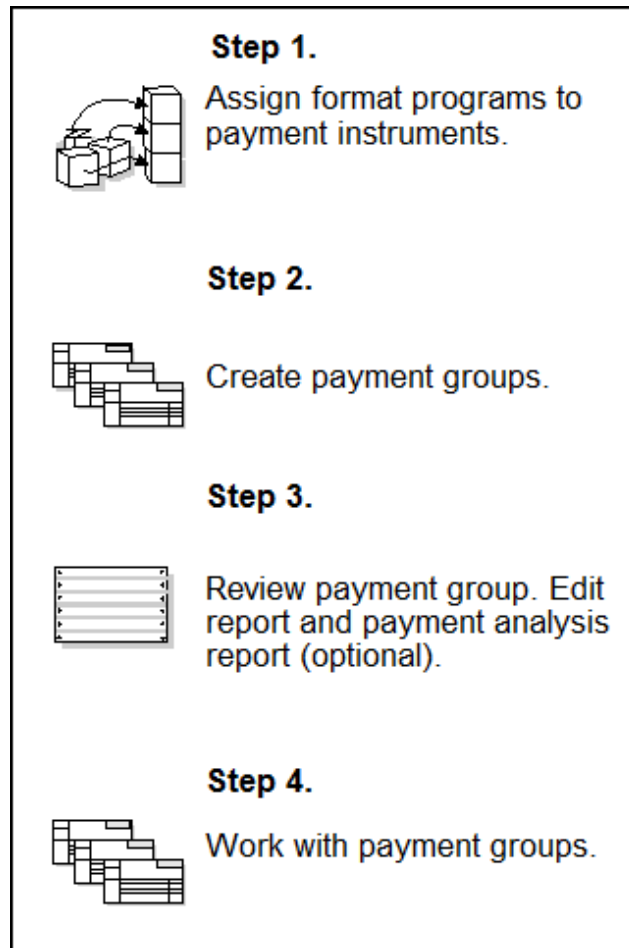 Step 1.
Assign format programs to
payment instruments.
Step 2.
Create payment groups.
Step 3.
Review payment group. Edit
report and payment analysis
report (optional).
Step 4.
Work with payment groups.